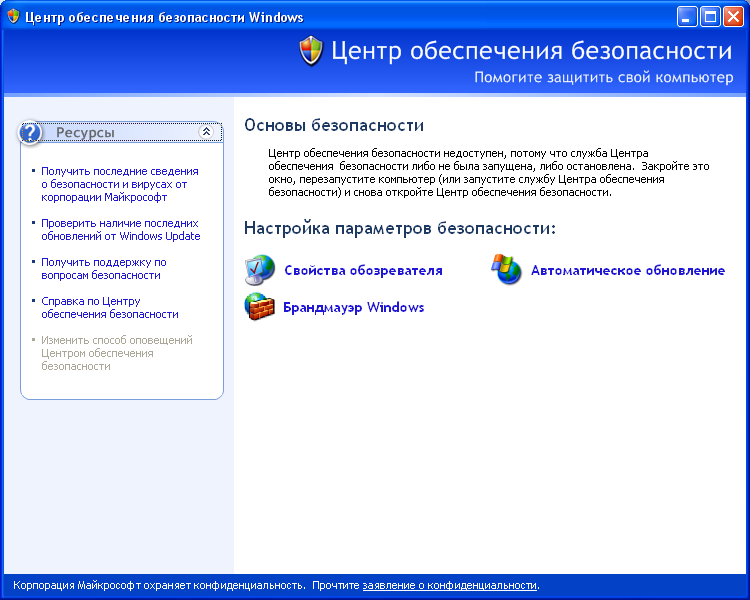 Центр обеспечения безопасности Windows
Центр обеспечения безопасности
Помогите защитить свой компьютер
Ресурсы
Получить последние сведения
о безопасности и вирусах от
корпорации Майкрософт
Проверить наличие последних
обновлений от Windows Update
Получить поддержку по
вопросам безопасности
Справка по Центру
обеспечения безопасности
Изменить способ оповещений
Центром обеспечения
безопасности
Основы безопасности
Центр обеспечения безопасности недоступен, потому что служба Центра
обеспечения безопасности либо не была запущена, либо остановлена. Закройте это
окно, перезапустите компьютер (или запустите службу Центра обеспечения
безопасности) и снова откройте Центр обеспечения безопасности.
Настройка параметров безопасности:
Свойства обозревателя
Автоматическое обновление
Брандмауэр Windows
Корпорация Майкрософт охраняет конфиденциальность. Прочтите заявление о конфиденциальности.